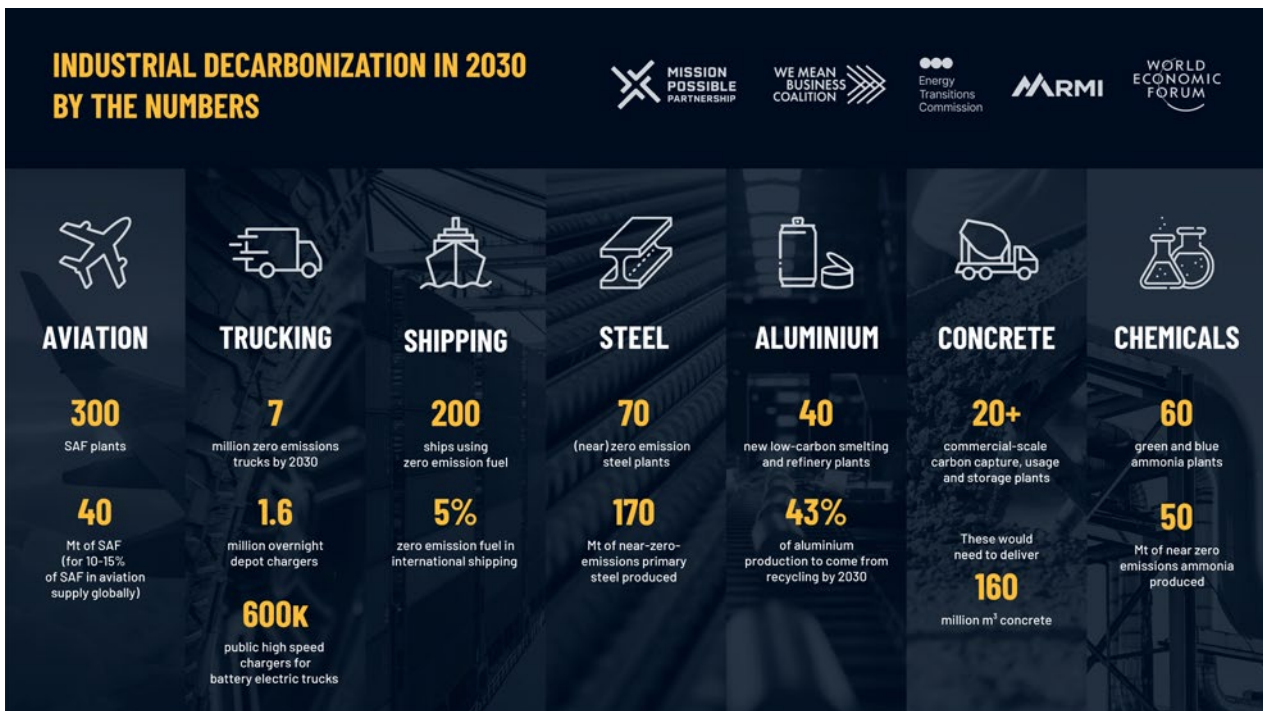 INDUSTRIAL DECARBONIZATION IN 2030
BY THE NUMBERS
MISSION
POSSIBLE
PARTNERSHIP
WE MEAN
BUSINESS
COALITION
Energy
Transitions
Commission
RMI
WORLD
ECONOMIC
FORUM
AVIATION
300
SAF plants
40
Mt of SAF
(for 10-15%
of SAF in aviation
supply globally)
TRUCKING
7
million zero emissions
trucks by 2030
1.6
million overnight
depot chargers
600K
public high speed
chargers for
battery electric trucks
SHIPPING
200
ships using
zero emission fuel
5%
zero emission fuel in
international shipping
STEEL
70
(near) zero emission
steel plants
170
Mt of near-zero-
emissions primary
steel produced
ALUMINIUM
40
new low-carbon smelting
and refinery plants
43%
of aluminium
production to come from
recycling by 2030
CONCRETE
20+
commercial-scale
carbon capture, usage
and storage plants
These would
need to deliver
160
million m³ concrete
CHEMICALS
60
green and blue
ammonia plants
50
Mt of near zero
emissions ammonia
produced